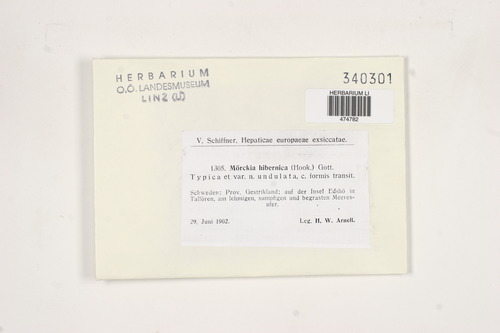 HERBARIUM
O.Ö. LANDESMUSEUM
LINZ (LI)
340301
HERBARIUM LI
474782
V. Schiffner, Hepaticae europaeae exsiccatae.
1305. Mörckia hibernica (Hook.) Gott.
Typica et var. n. undulata, c. formis transit.
Schweden: Prov. Gestrikland; auf der Insel Edskö in
am lehmigen, sumpfigen und begrasten Meeres-
ufer.
29. Juni 1902.
Leg. H. W. Arnell.